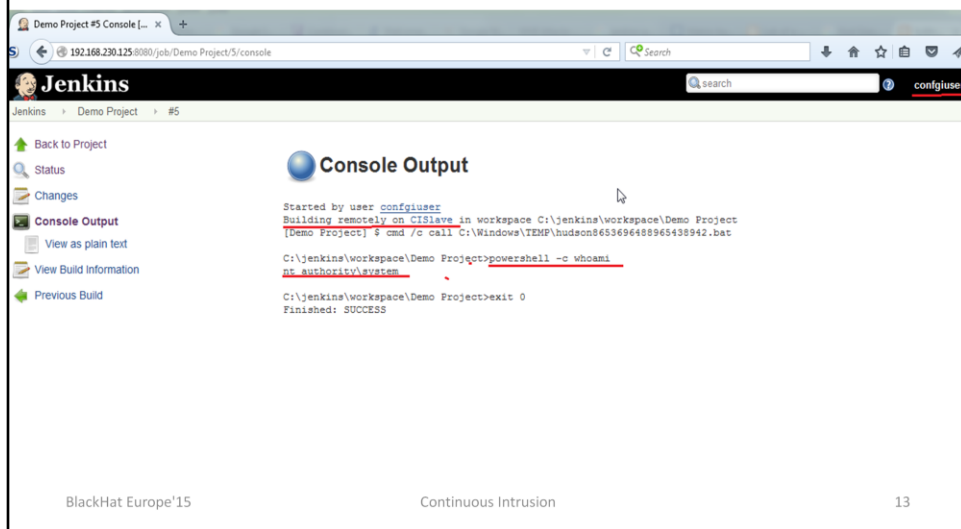 Demo Project #5 Console [...
192.168.230.125:8080/job/Demo Project/5/console
Search
Jenkins
search
confgiuse
Jenkins Demo Project #5
Back to Project
Status
Changes
Console Output
View as plain text
View Build Information
Previous Build
Console Output
Started by user confgiuser
Building remotely on CISlave in workspace C:\jenkins\workspace\Demo Project
[Demo Project] $ cmd /c call C:\Windows\TEMP\hudson8653696488965438942.bat
C:\jenkins\workspace\Demo Project>powershell -c whoami
nt authority\system
C:\jenkins\workspace\Demo Project>exit 0
Finished: SUCCESS
BlackHat Europe'15
Continuous Intrusion
13